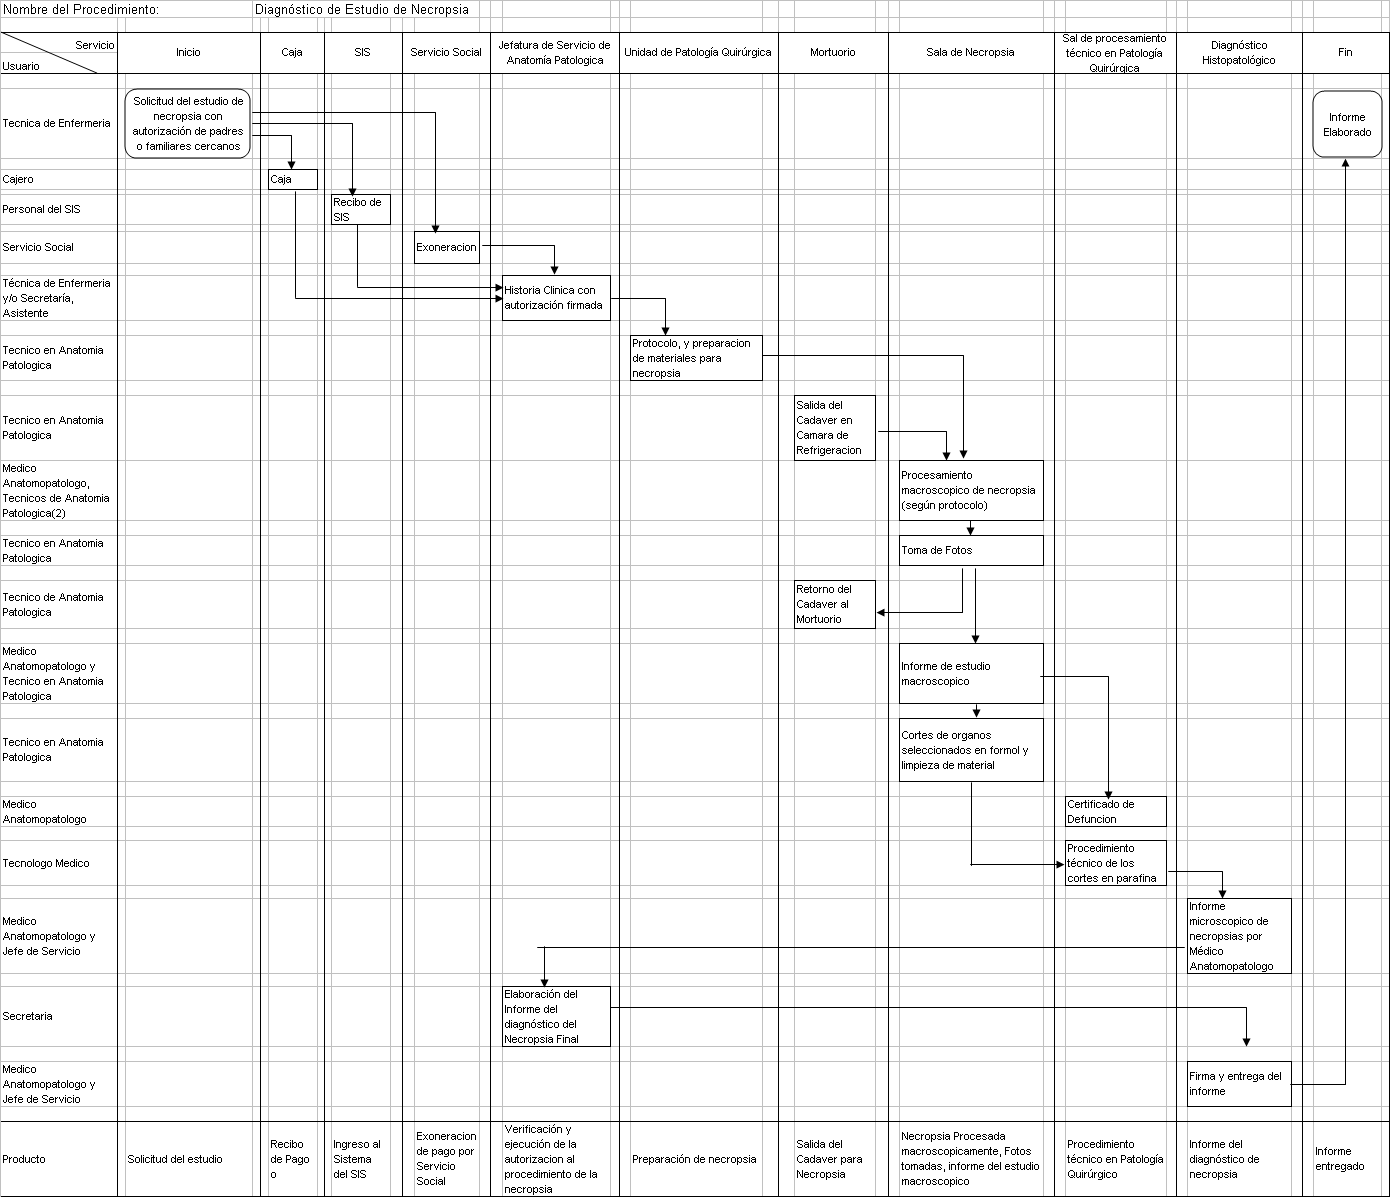 Nombre del Procedimiento: Diagnóstico de Estudio de Necropsia
Servicio
Usuario
Inicio
Caja
SIS
Servicio Social
Jefatura de Servicio de
Anatomía Patologica
Unidad de Patología Quirúrgica
Mortuorio
Sala de Necropsia
Sal de procesamiento
técnico en Patología
Quirúrgica
Diagnóstico
Histopatológico
Fin
Tecnica de Enfermeria
Solicitud del estudio de
necropsia con
autorización de padres
o familiares cercanos
Informe
Elaborado
Cajero
Caja
Personal del SIS
Recibo de
SIS
Servicio Social
Exoneracion
Técnica de Enfermeria
y/o Secretaría,
Asistente
Historia Clinica con
autorización firmada
Tecnico en Anatomia
Patologica
Protocolo, y preparacion
de materiales para
necropsia
Tecnico en Anatomia
Patologica
Salida del
Cadaver en
Camara de
Refrigeracion
Medico
Anatomopatologo,
Tecnicos de Anatomia
Patologica(2)
Procesamiento
macroscopico de necropsia
(según protocolo)
Tecnico en Anatomia
Patologica
Toma de Fotos
Tecnico de Anatomia
Patologica
Retorno del
Cadaver al
Mortuorio
Medico
Anatomopatologo y
Tecnico en Anatomia
Patologica
Informe de estudio
macroscopico
Tecnico en Anatomia
Patologica
Cortes de organos
seleccionados en formol y
limpieza de material
Medico
Anatomopatologo
Certificado de
Defuncion
Tecnologo Medico
Procedimiento
técnico de los
cortes en parafina
Medico
Anatomopatologo y
Jefe de Servicio
Informe
microscopico de
necropsias por
Médico
Anatomopatologo
Secretaria
Elaboración del
Informe del
diagnóstico del
Necropsia Final
Medico
Anatomopatologo y
Jefe de Servicio
Firma y entrega del
informe
Producto
Solicitud del estudio
Recibo
de Pago
o
Ingreso al
Sistema
del SIS
Exoneracion
de pago por
Servicio
Social
Verificación y
ejecución de la
autorizacion al
procedimiento de la
necropsia
Preparación de necropsia
Salida del
Cadaver para
Necropsia
Necropsia Procesada
macroscopicamente, Fotos
tomadas, informe del estudio
macroscopico
Procedimiento
técnico en Patología
Quirúrgico
Informe del
diagnóstico de
necropsia
Informe
entregado